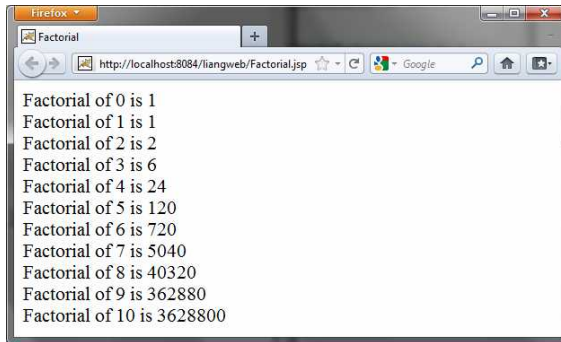 Firefox
Factorial
http://localhost:8084/liangweb/Factorial.jsp
Google
Factorial of 0 is 1
Factorial of 1 is 1
Factorial of 2 is 2
Factorial of 3 is 6
Factorial of 4 is 24
Factorial of 5 is 120
Factorial of 6 is 720
Factorial of 7 is 5040
Factorial of 8 is 40320
Factorial of 9 is 362880
Factorial of 10 is 3628800